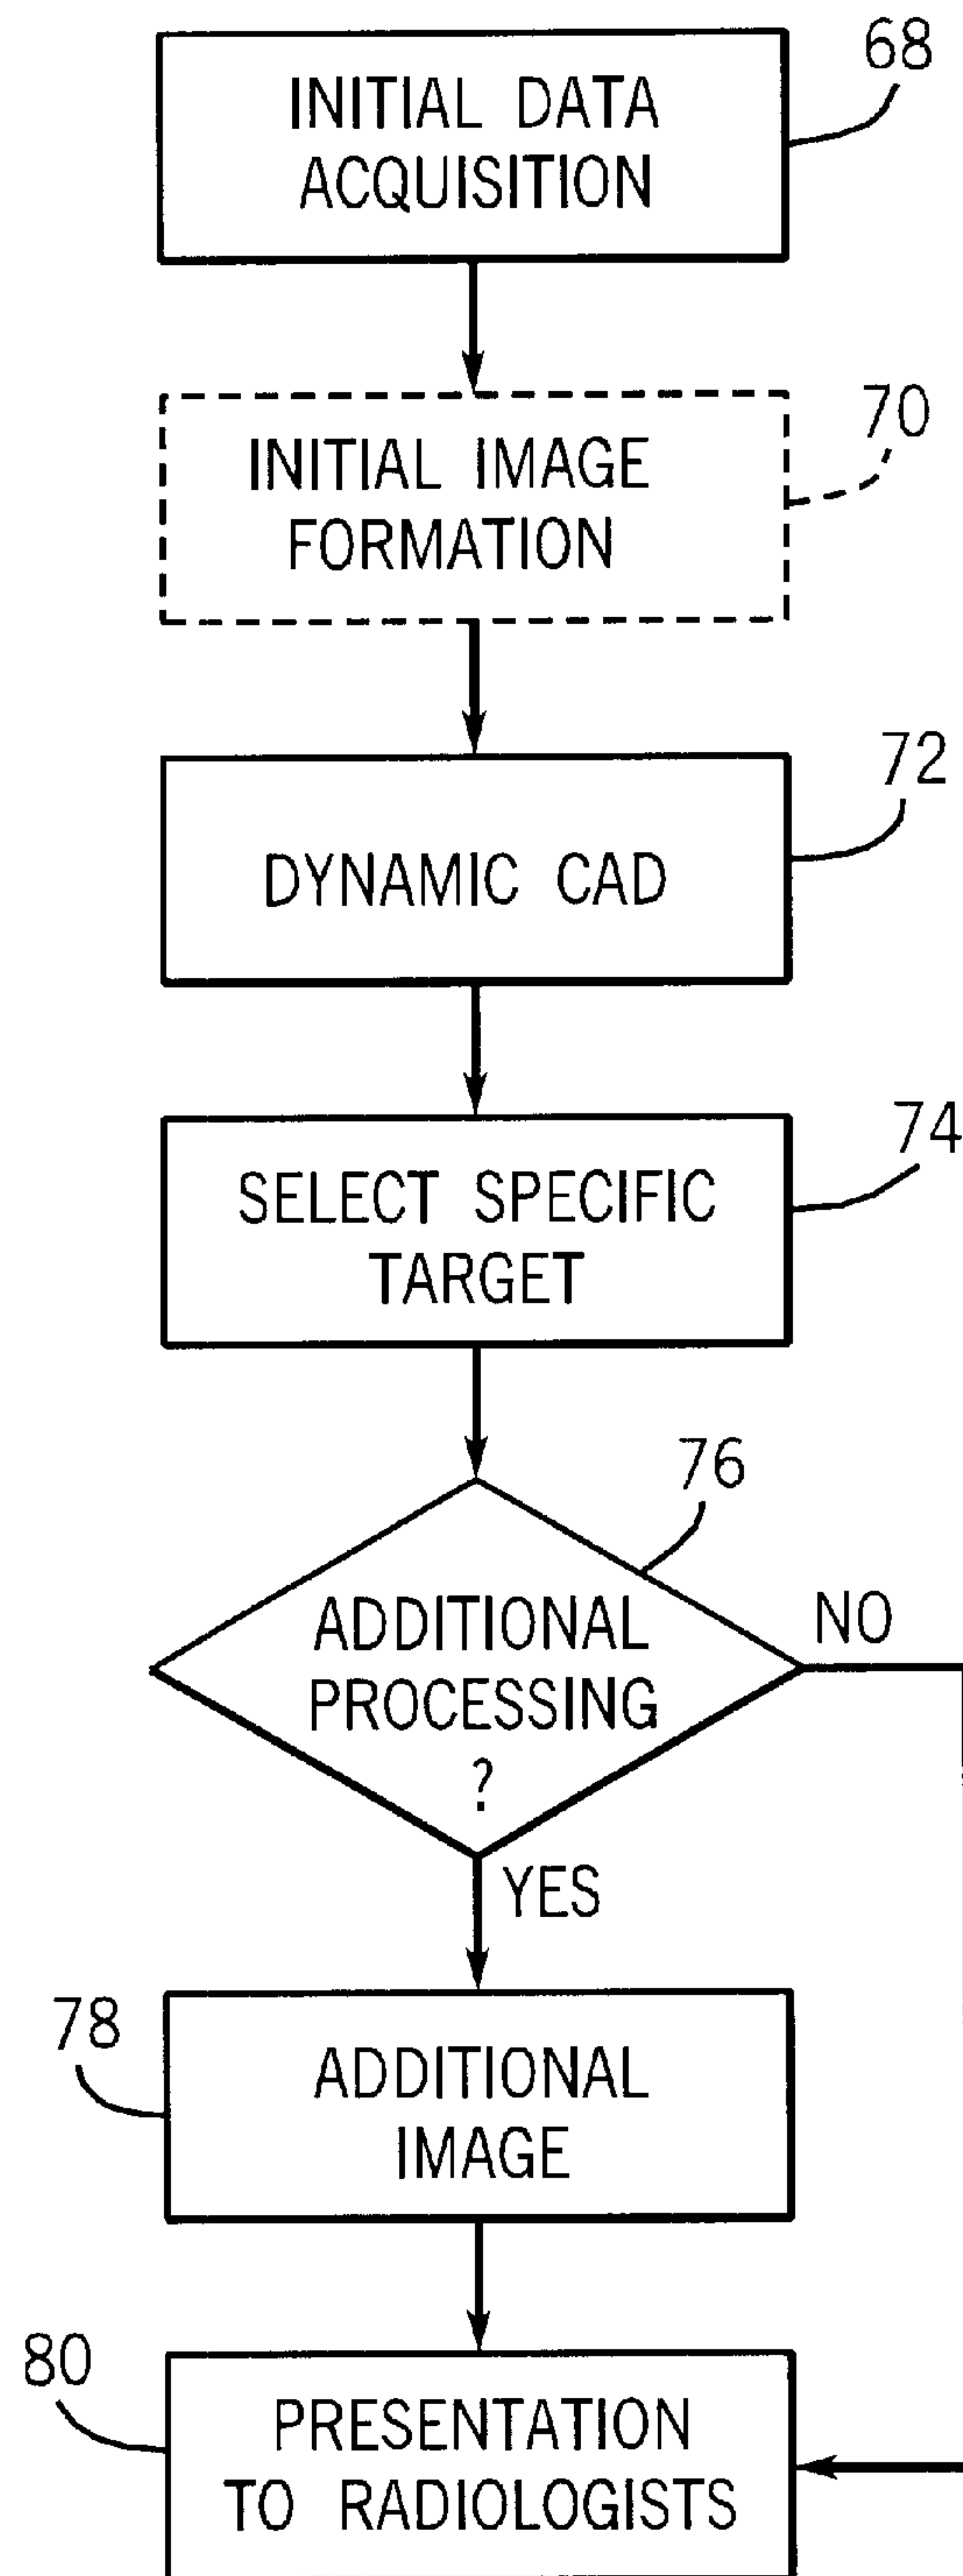 68
INITIAL DATA
ACQUISITION
70
INITIAL IMAGE
FORMATION
72
DYNAMIC CAD
74
SELECT SPECIFIC
TARGET
76
NO
ADDITIONAL
PROCESSING
?
YES
78
ADDITIONAL
IMAGE
80
PRESENTATION
TO RADIOLOGISTS